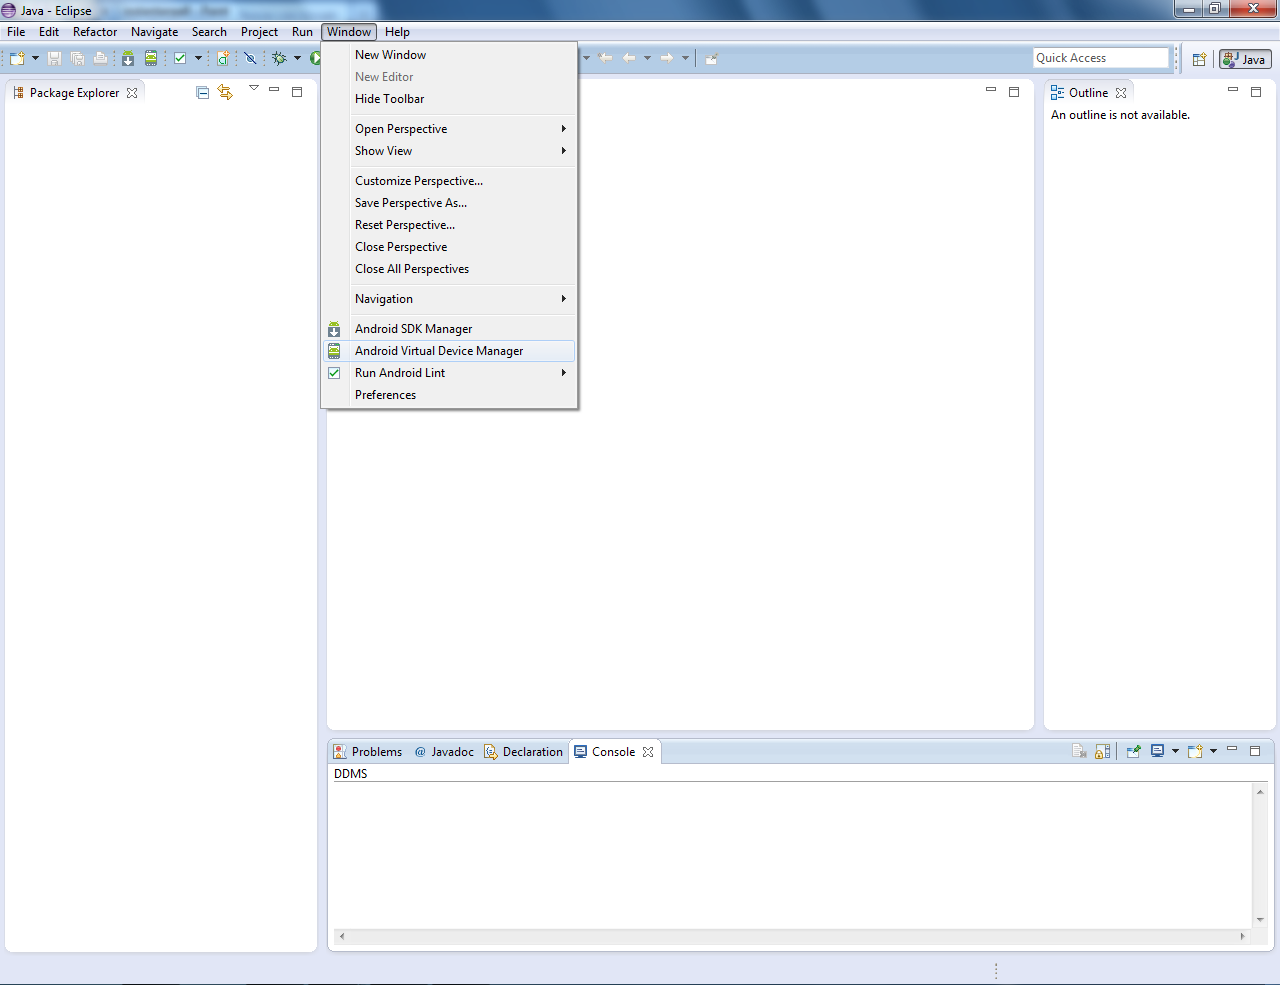 Java - Eclipse
File Edit Refactor Navigate Search Project Run Window Help
Quick Access
Java
Package Explorer
New Window
New Editor
Hide Toolbar
Open Perspective
Show View
Customize Perspective...
Save Perspective As...
Reset Perspective...
Close Perspective
Close All Perspectives
Navigation
Android SDK Manager
Android Virtual Device Manager
Run Android Lint
Preferences
Outline
An outline is not available.
Problems @ Javadoc Declaration Console
DDMS